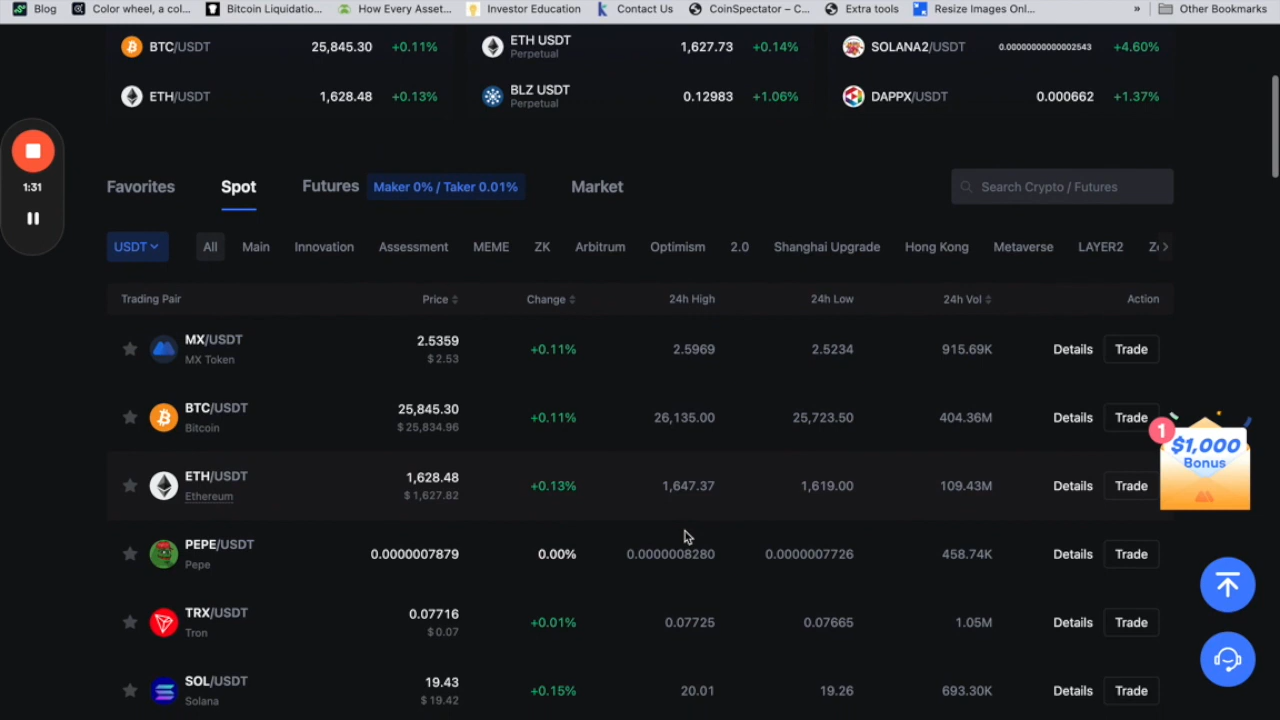 Blog Color wheel, a col... Bitcoin Liquidatio... How Every Asset... Investor Education Contact Us CoinSpectator – C... Extra tools Resize Images Onl... » Other Bookmarks
BTC/USDT 25,845.30 +0.11% ETH USDT Perpetual 1,627.73 +0.14% SOLANA2/USDT 0.00000000000002543 +4.60%
ETH/USDT 1,628.48 +0.13% BLZ USDT Perpetual 0.12983 +1.06% DAPPX/USDT 0.000662 +1.37%
1:31
Favorites Spot Futures Maker 0% / Taker 0.01% Market Search Crypto / Futures
USDT All Main Innovation Assessment MEME ZK Arbitrum Optimism 2.0 Shanghai Upgrade Hong Kong Metaverse LAYER2
Trading Pair Price Change 24h High 24h Low 24h Vol Action
MX/USDT 2.5359 +0.11% 2.5969 2.5234 915.69K Details Trade
MX Token $ 2.53
BTC/USDT 25,845.30 +0.11% 26,135.00 25,723.50 404.36M Details Trade
Bitcoin $ 25,834.96
1
$1,000
Bonus
ETH/USDT 1,628.48 +0.13% 1,647.37 1,619.00 109.43M Details Trade
Ethereum $ 1,627.82
PEPE/USDT 0.0000007879 0.00% 0.0000008280 0.0000007726 458.74K Details Trade
Pepe
TRX/USDT 0.07716 +0.01% 0.07725 0.07665 1.05M Details Trade
Tron $ 0.07
SOL/USDT 19.43 +0.15% 20.01 19.26 693.30K Details Trade
Solana $ 19.42